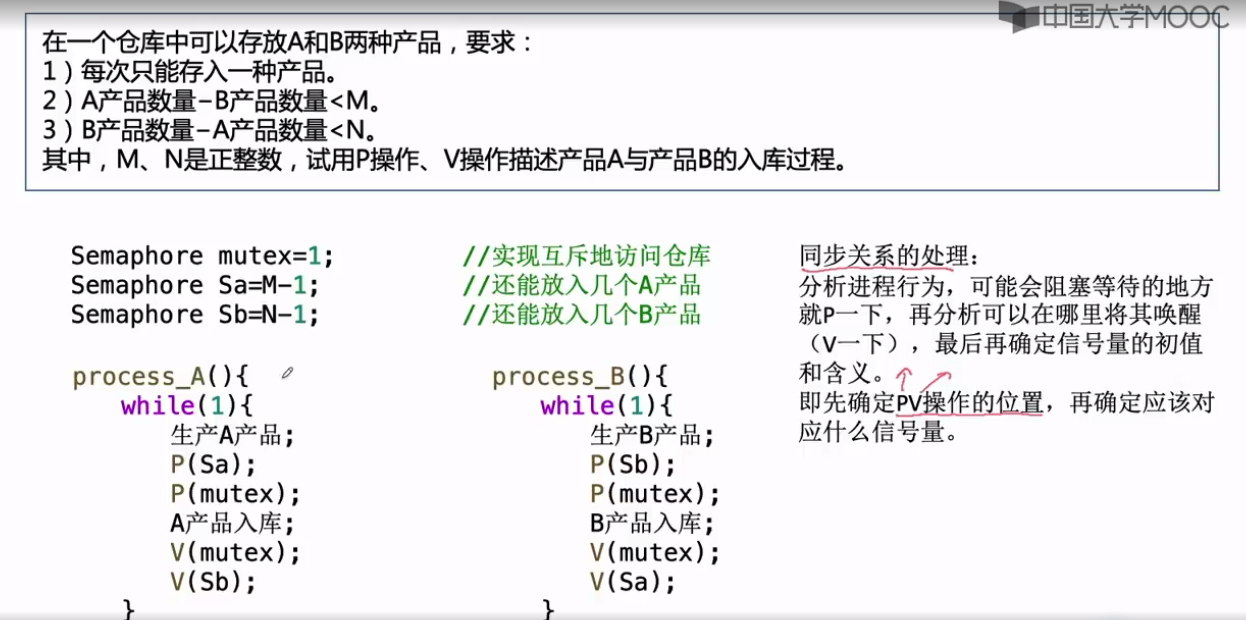 中国大学MOOC
在一个仓库中可以存放A和B两种产品，要求：
1）每次只能存入一种产品。
2）A产品数量−B产品数量<M。
3）B产品数量−A产品数量<N。
其中，M、N是正整数，试用P操作、V操作描述产品A与产品B的入库过程。
Semaphore mutex=1; //实现互斥地访问仓库
Semaphore Sa=M-1; //还能放入几个A产品
Semaphore Sb=N-1; //还能放入几个B产品
process_A(){
while(1){
生产A产品;
P(Sa);
P(mutex);
A产品入库;
V(mutex);
V(Sb);
}
process_B(){
while(1){
生产B产品;
P(Sb);
P(mutex);
B产品入库;
V(mutex);
V(Sa);
}
同步关系的处理：
分析进程行为，可能会阻塞等待的地方
就P一下，再分析可以在哪里将其唤醒
（V一下），最后再确定信号量的初值
和含义。
即先确定PV操作的位置，再确定应该对
应什么信号量。